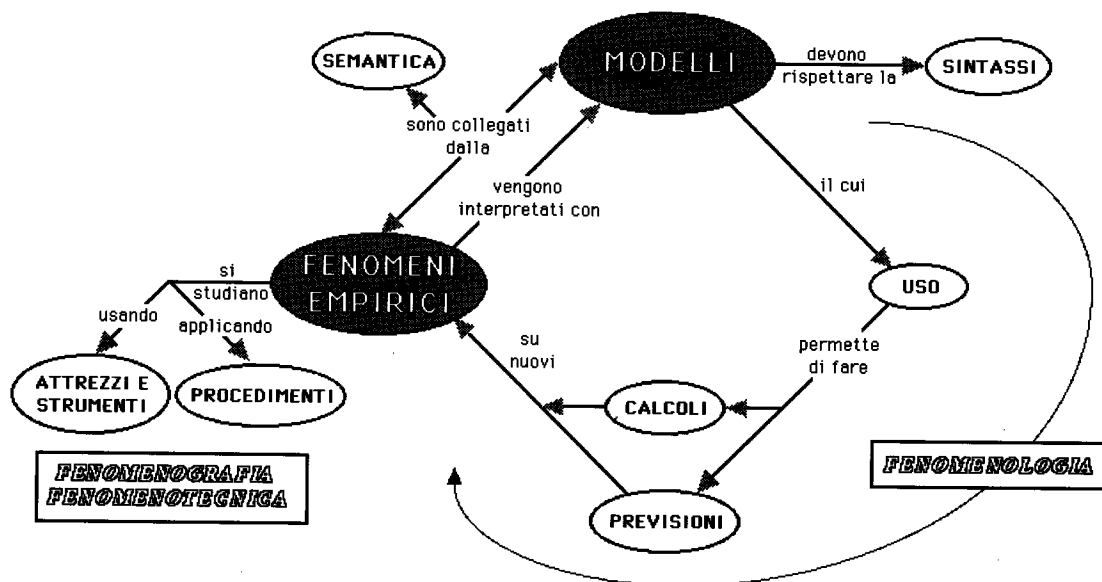 SEMANTICA
MODELLI
devono
rispettare la
SINTASSI
sono collegati
dalla
vengono
interpretati con
il cui
FENOMENI
EMPIRICI
si
studiano
USO
usando
applicando
su
nuovi
permette
di fare
ATTREZZI E
STRUMENTI
PROCEDIMENTI
CALCOLI
FENOMENOGRAFIA
FENOMENOTECNICA
FENOMENOLOGIA
PREVISIONI